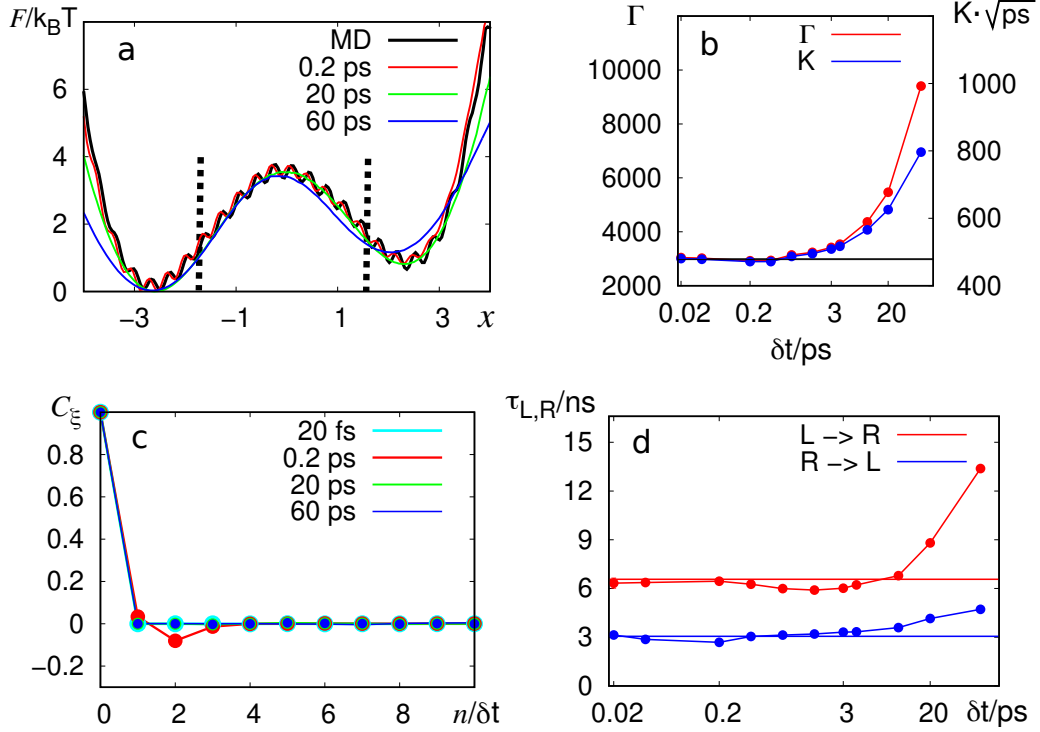 F/kBT
a
MD
0.2 ps
20 ps
60 ps
6
4
2
0
−3 −1 1 3 x
Γ K·√ps
b
Γ
K
10000
8000
6000
4000
2000
1000
800
600
400
0.02 0.2 3 20
δt/ps
Cξ
c
20 fs
0.2 ps
20 ps
60 ps
0.8
0.6
0.4
0.2
0
−0.2
0 2 4 6 8 n/δt
τL,R/ns
d
L −> R
R −> L
15
12
9
6
3
0
0.02 0.2 3 20 δt/ps